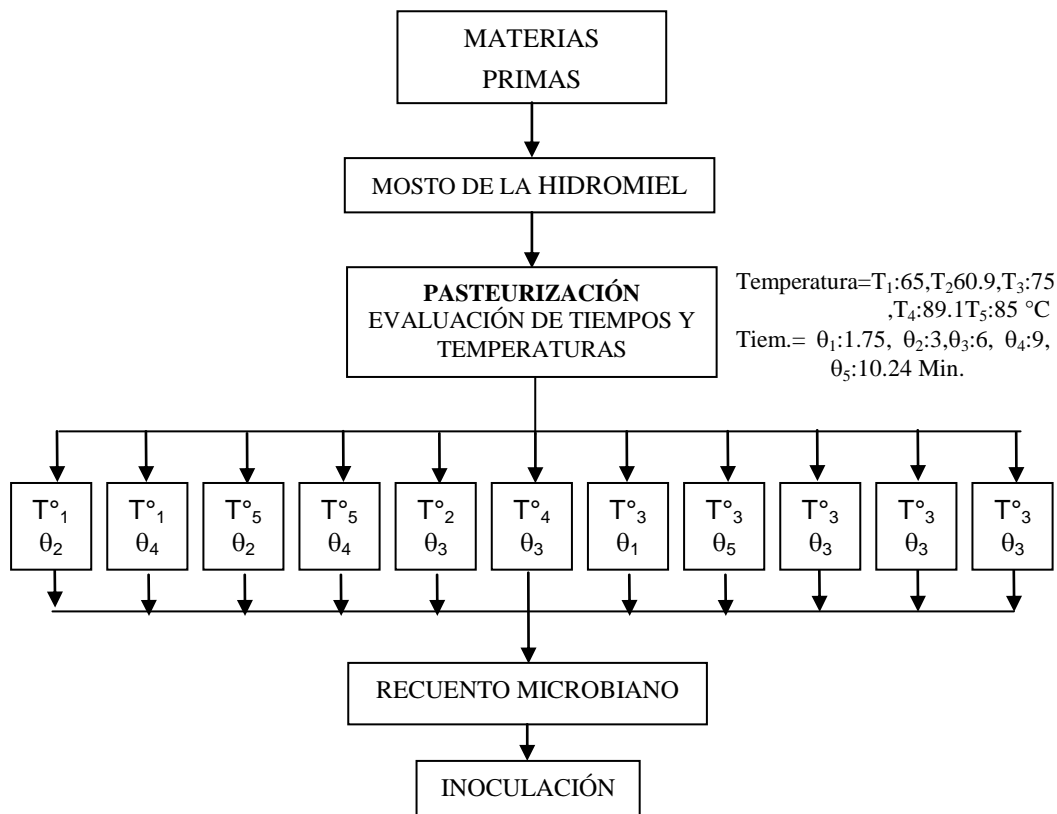 MATERIAS
PRIMAS
MOSTO DE LA HIDROMIEL
PASTEURIZACIÓN
EVALUACIÓN DE TIEMPOS Y
TEMPERATURAS
Temperatura=T₁:65,T₂60.9,T₃:75
,T₄:89.1T₅:85 °C
Tiem.= θ₁:1.75, θ₂:3,θ₃:6, θ₄:9,
θ₅:10.24 Min.
T°₁
θ₂
T°₁
θ₄
T°₅
θ₂
T°₅
θ₄
T°₂
θ₃
T°₄
θ₃
T°₃
θ₁
T°₃
θ₅
T°₃
θ₃
T°₃
θ₃
T°₃
θ₃
RECUENTO MICROBIANO
INOCULACIÓN